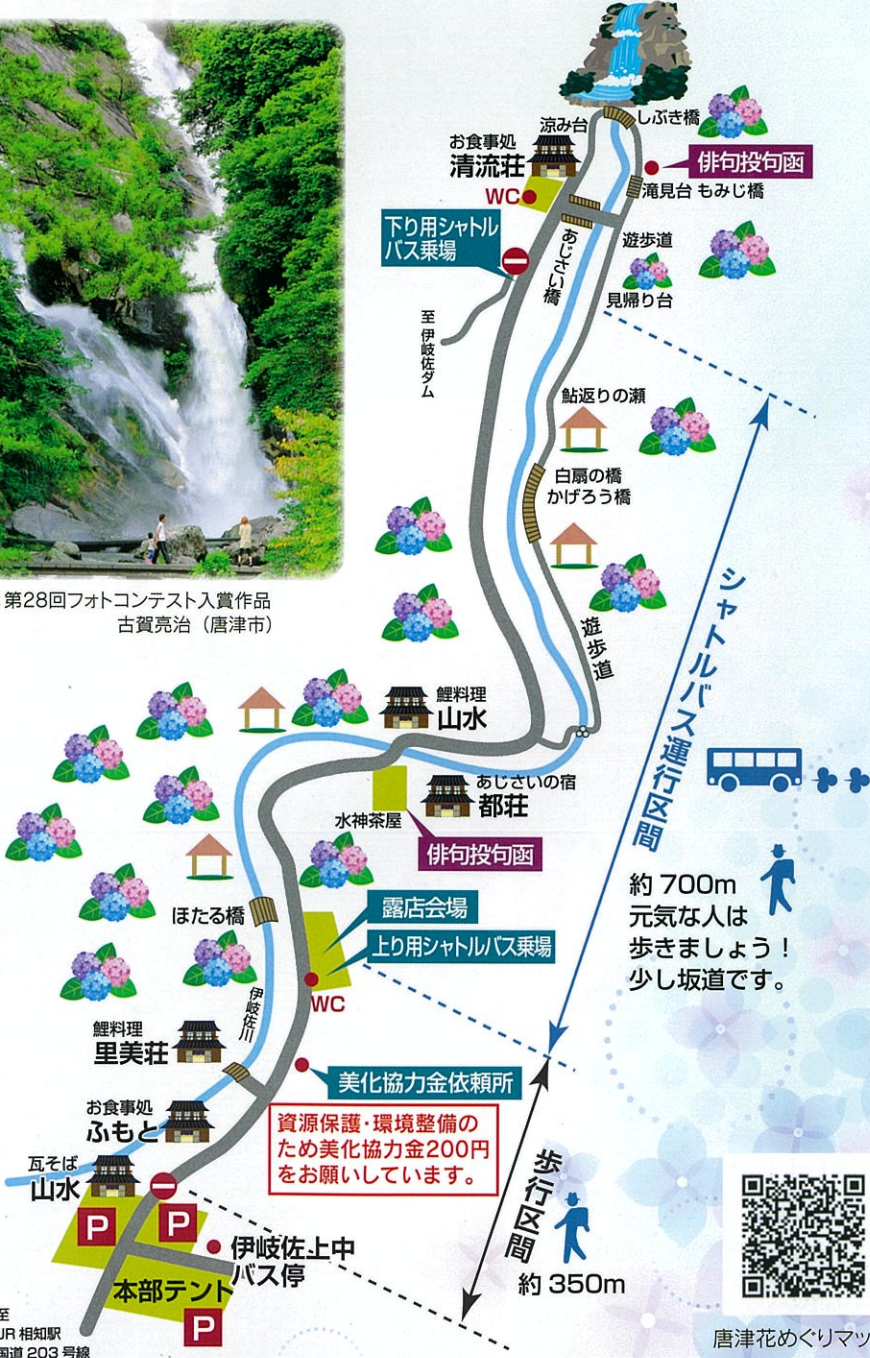 しぶき橋
涼み台
お食事処
清流荘
WC
俳句投句函
滝見台 もみじ橋
下り用シャトル
バス乗場
あじさい橋
遊歩道
見帰り台
至 伊岐佐ダム
鮎返りの瀬
白扇の橋
かげろう橋
第28回フォトコンテスト入賞作品
古賀亮治（唐津市）
遊歩道
シャトルバス運行区間
鯉料理
山水
あじさいの宿
都荘
水神茶屋
俳句投句函
約700m
元気な人は
歩きましょう！
少し坂道です。
ほたる橋
露店会場
上り用シャトルバス乗場
WC
伊岐佐川
鯉料理
里美荘
美化協力金依頼所
お食事処
ふもと
資源保護・環境整備の
ため美化協力金200円
をお願いしています。
瓦そば
山水
歩行区間
約350m
P
P
伊岐佐上中
バス停
本部テント
P
至
JR 相知駅
国道203号線
唐津花めぐりマッ